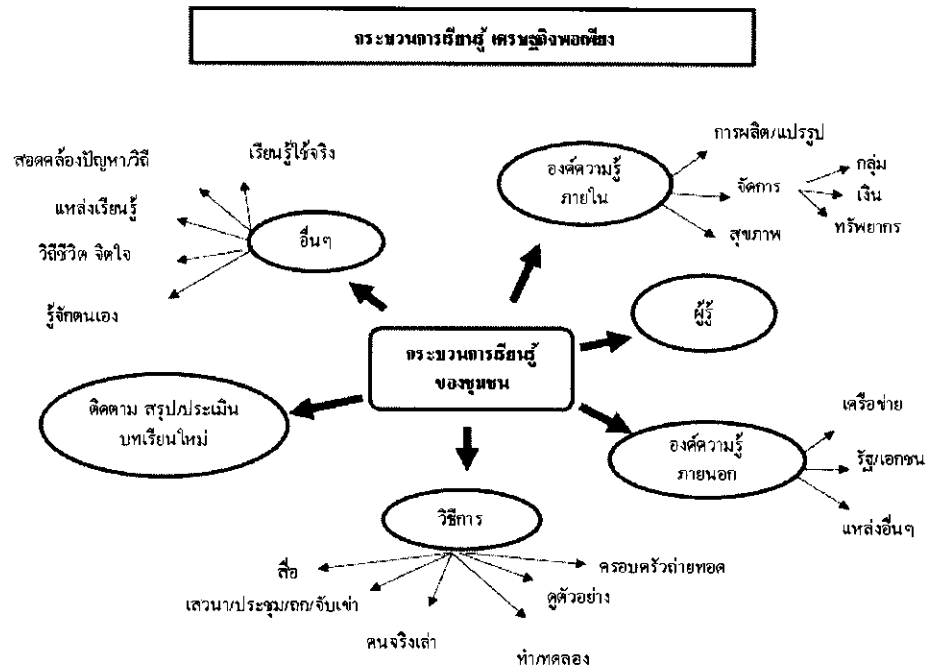 กระบวนการเรียนรู้ เศรษฐกิจพอเพียง
การผลิต/แปรรูป
เรียนรู้ใช้จริง
สอดคล้องปัญหา/วิถี
องค์ความรู้
ภายใน
กลุ่ม
จัดการ
เงิน
แหล่งเรียนรู้
ทรัพยากร
อื่นๆ
สุขภาพ
วิถีชีวิต จิตใจ
รู้จักตนเอง
ผู้รู้
กระบวนการเรียนรู้
ของชุมชน
ติดตาม สรุป/ประเมิน
บทเรียนใหม่
เครือข่าย
องค์ความรู้
ภายนอก
รัฐ/เอกชน
แหล่งอื่นๆ
วิธีการ
สื่อ
ครอบครัวถ่ายทอด
เสวนา/ประชุม/ถก/จับเข่า
ดูตัวอย่าง
คนจริงเล่า
ทำ/ทดลอง